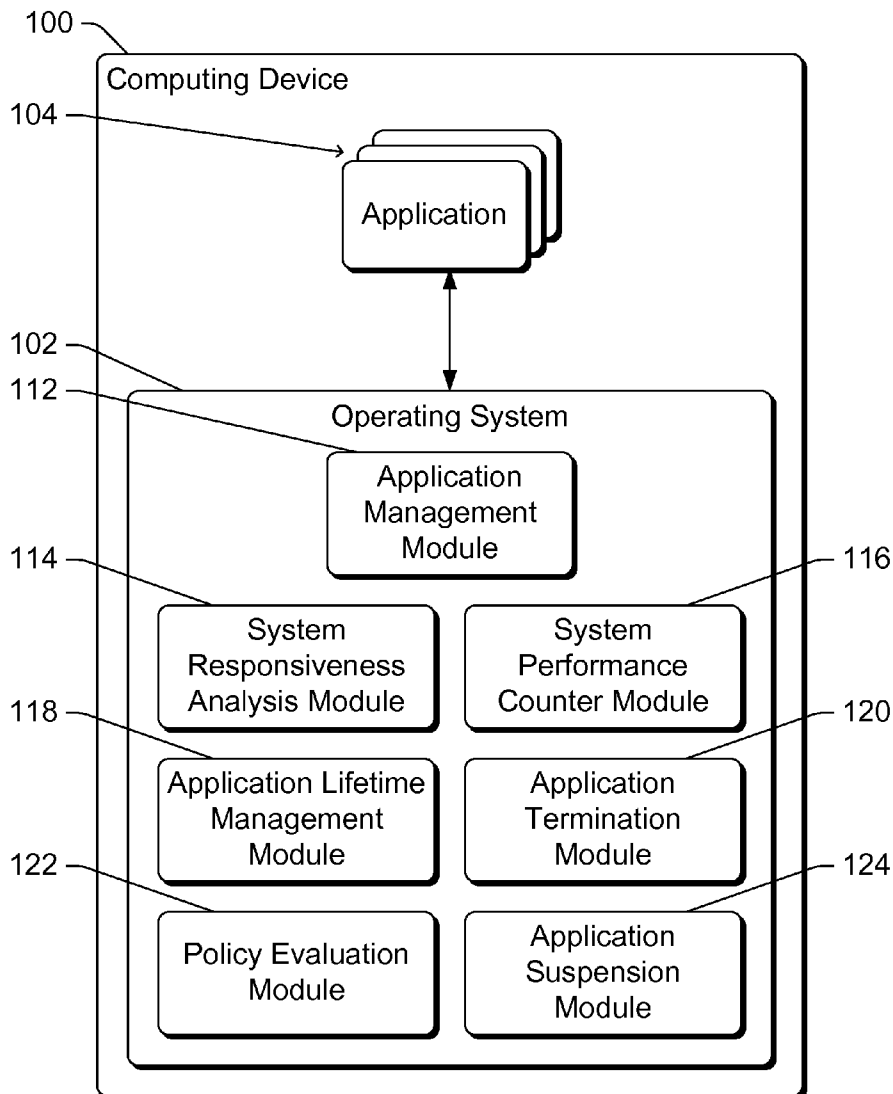 100
Computing Device
104
Application
102
112
Operating System
Application
Management
Module
114
116
System
Responsiveness
Analysis Module
System
Performance
Counter Module
118
120
Application Lifetime
Management
Module
Application
Termination
Module
122
124
Policy Evaluation
Module
Application
Suspension
Module